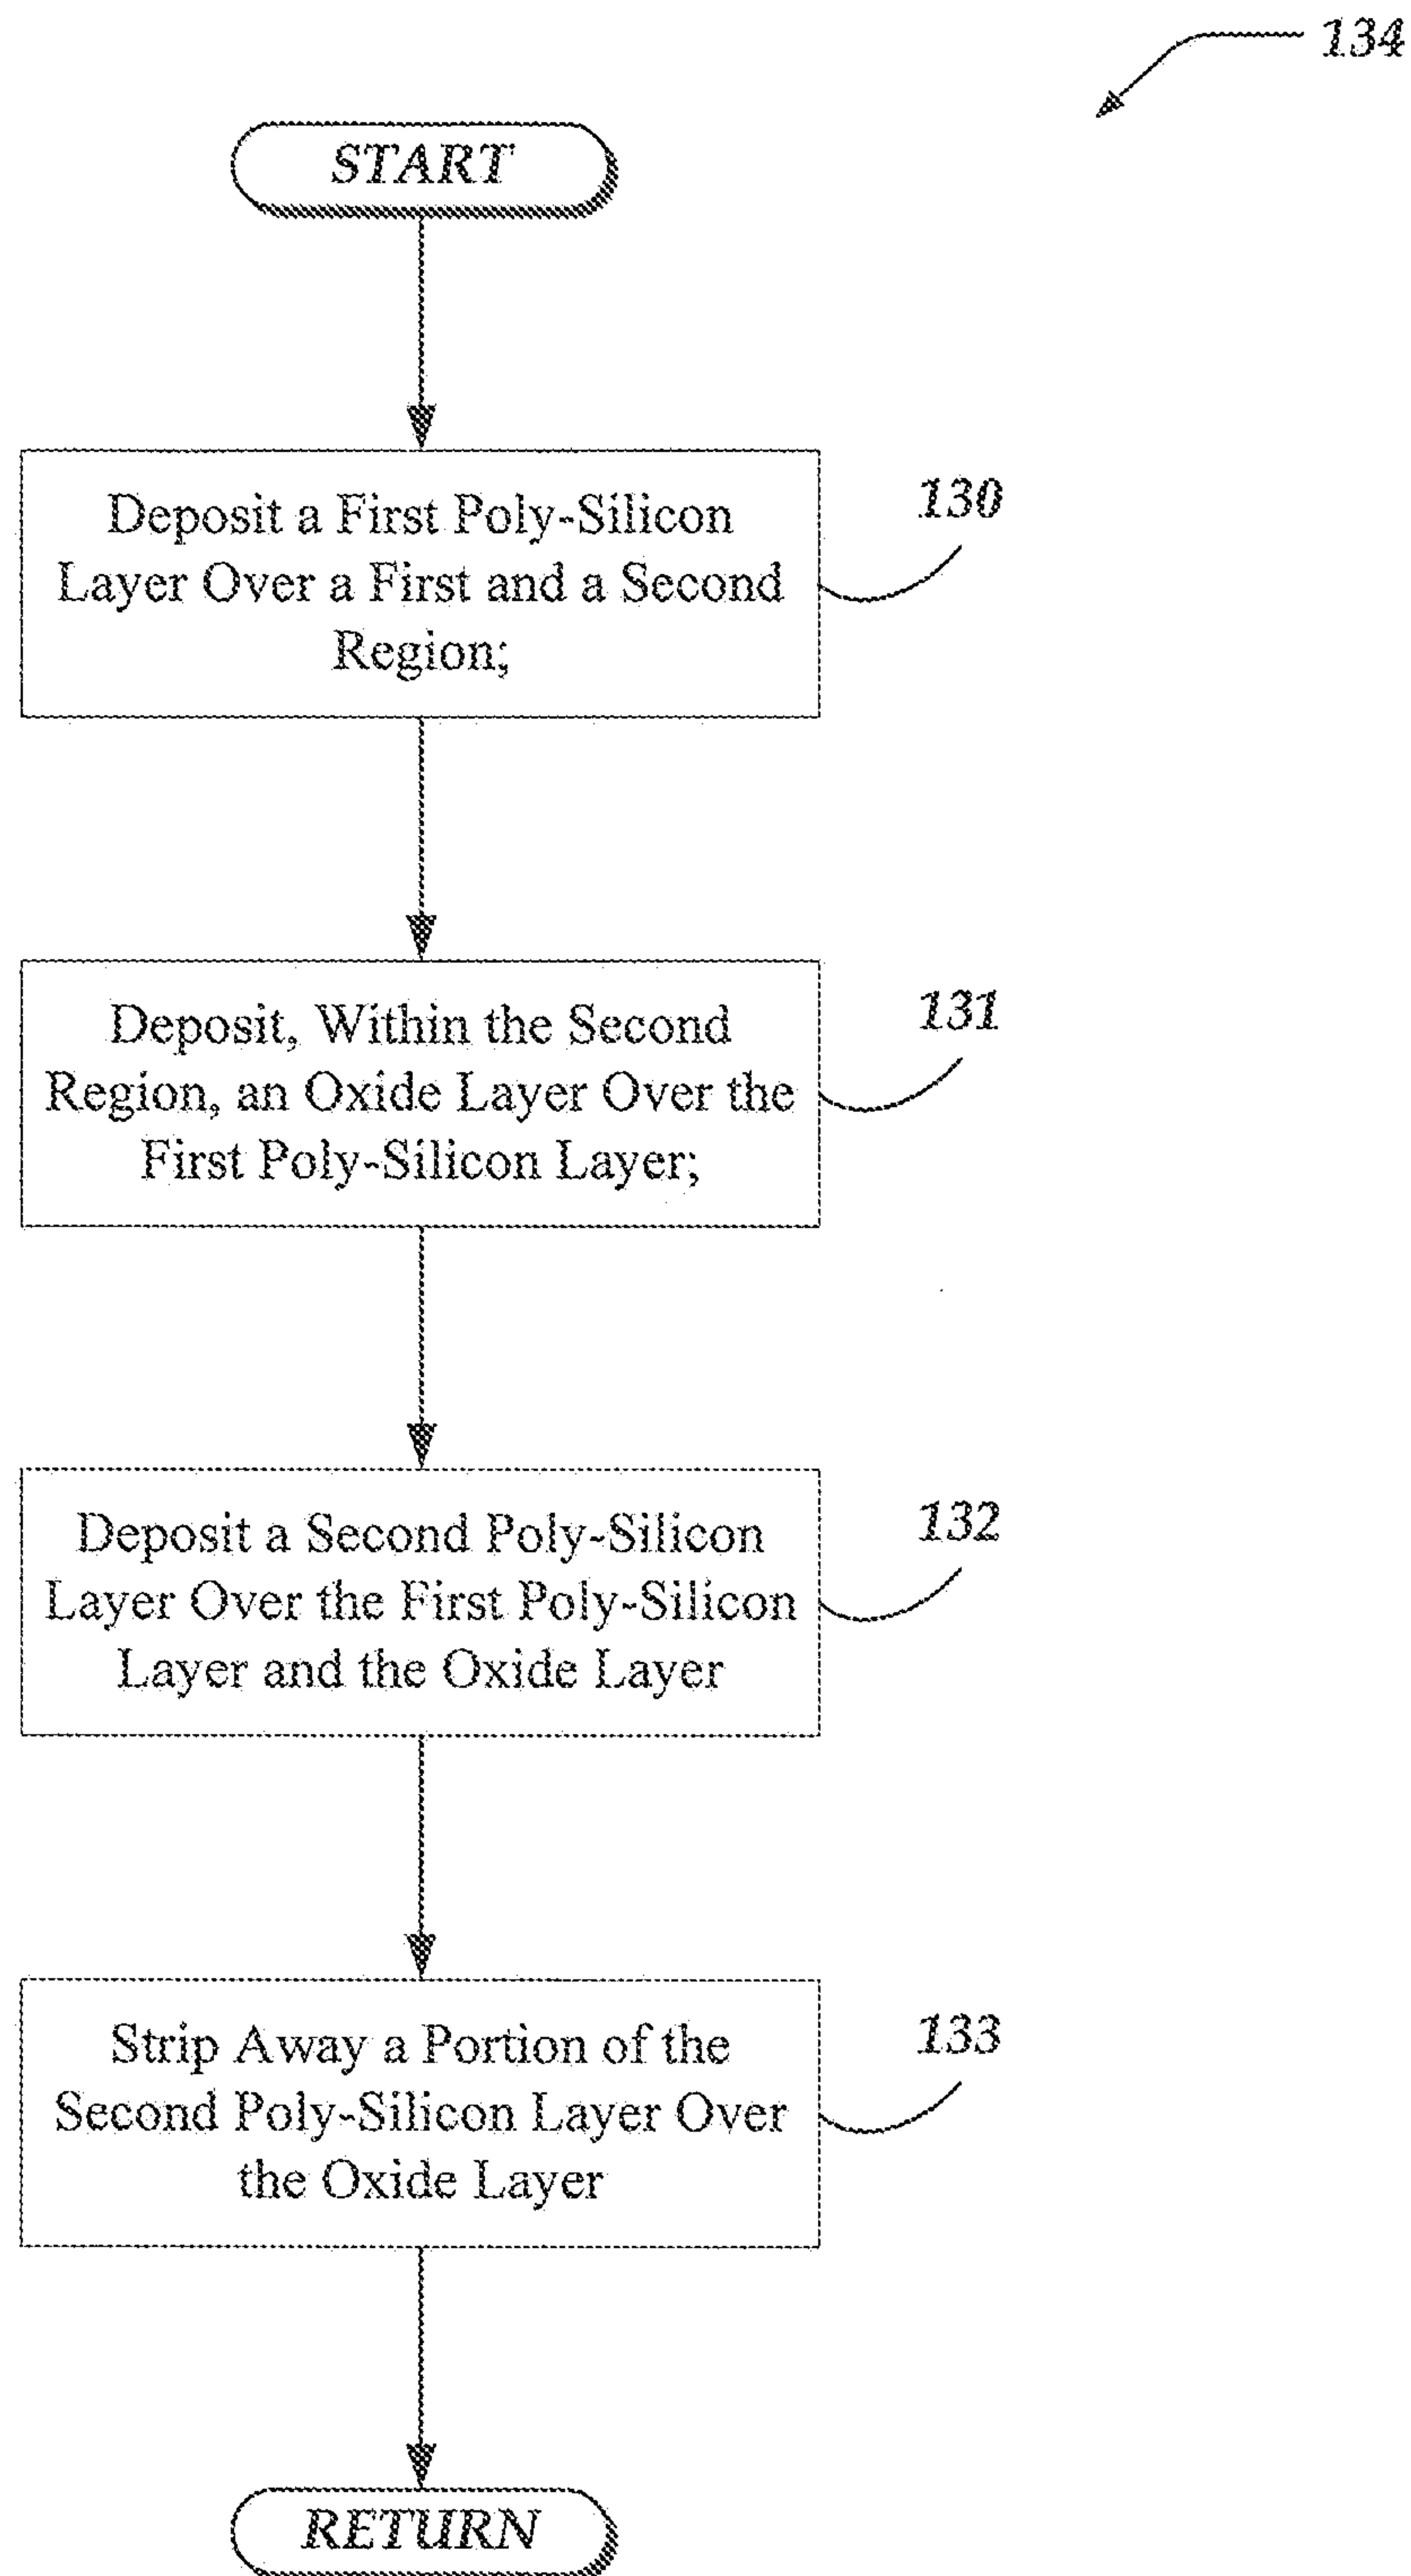 134
START
Deposit a First Poly-Silicon
Layer Over a First and a Second
Region;
130
Deposit, Within the Second
Region, an Oxide Layer Over the
First Poly-Silicon Layer;
131
Deposit a Second Poly-Silicon
Layer Over the First Poly-Silicon
Layer and the Oxide Layer
132
Strip Away a Portion of the
Second Poly-Silicon Layer Over
the Oxide Layer
133
RETURN